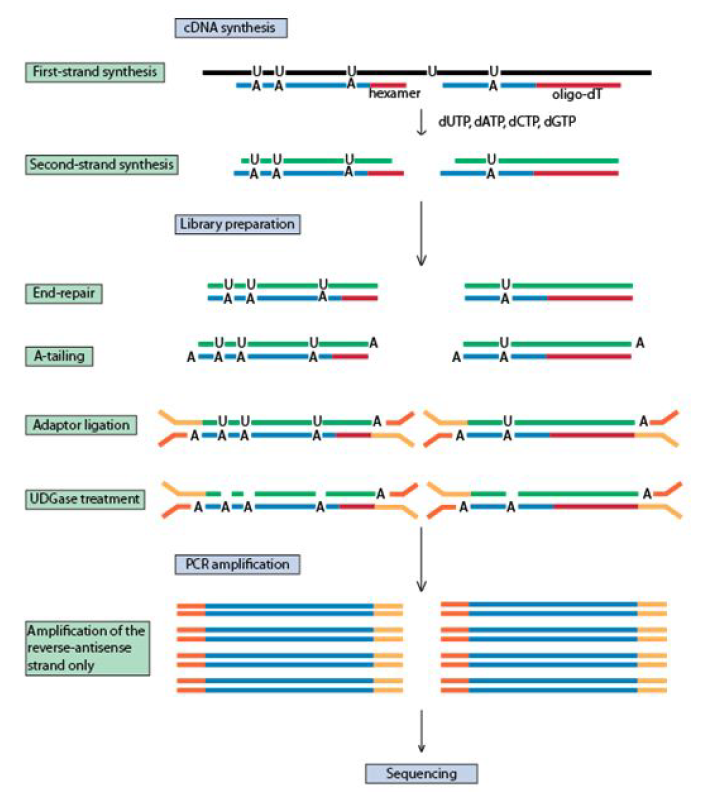 cDNA synthesis
First-strand synthesis
U U U U U
A A A A
hexamer oligo-dT
dUTP, dATP, dCTP, dGTP
Second-strand synthesis
U U U U
A A A A
Library preparation
End-repair
U U U U
A A A A
A-tailing
U U U A U A
A A A A A A
Adaptor ligation
U U U A U A
A A A A A A
UDGase treatment
A A
A A A A A A
PCR amplification
Amplification of the
reverse-antisense
strand only
Sequencing